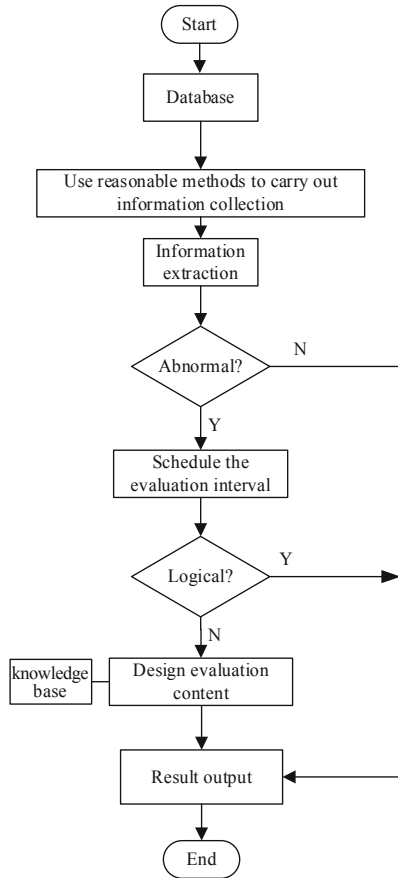 Start
Database
Use reasonable methods to carry out
information collection
Information
extraction
Abnormal?
N
Y
Schedule the
evaluation interval
Logical?
Y
N
knowledge
base
Design evaluation
content
Result output
End